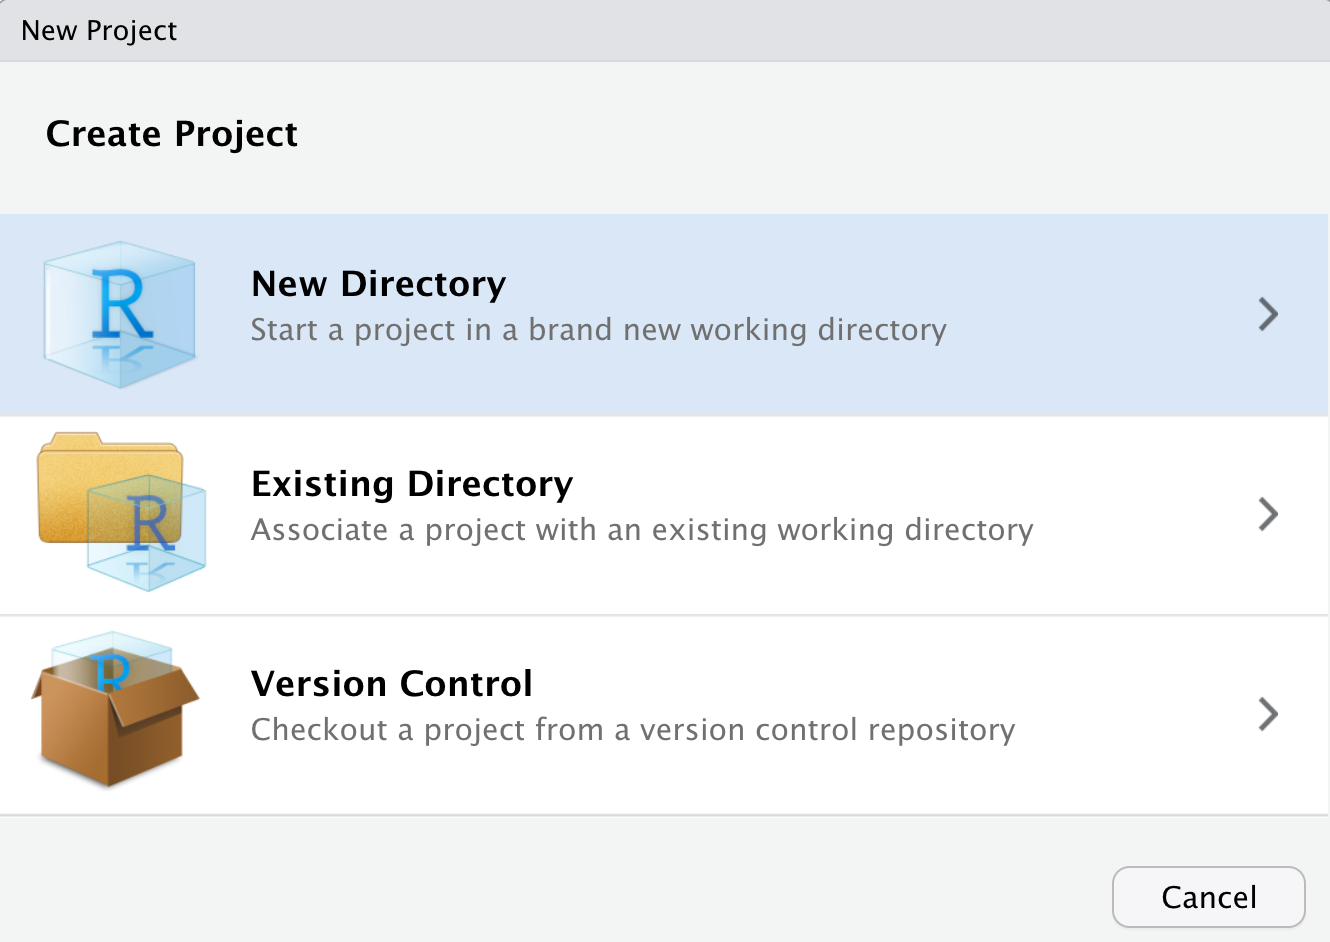 New Project
Create Project
R
New Directory
Start a project in a brand new working directory
R
Existing Directory
Associate a project with an existing working directory
R
Version Control
Checkout a project from a version control repository
Cancel